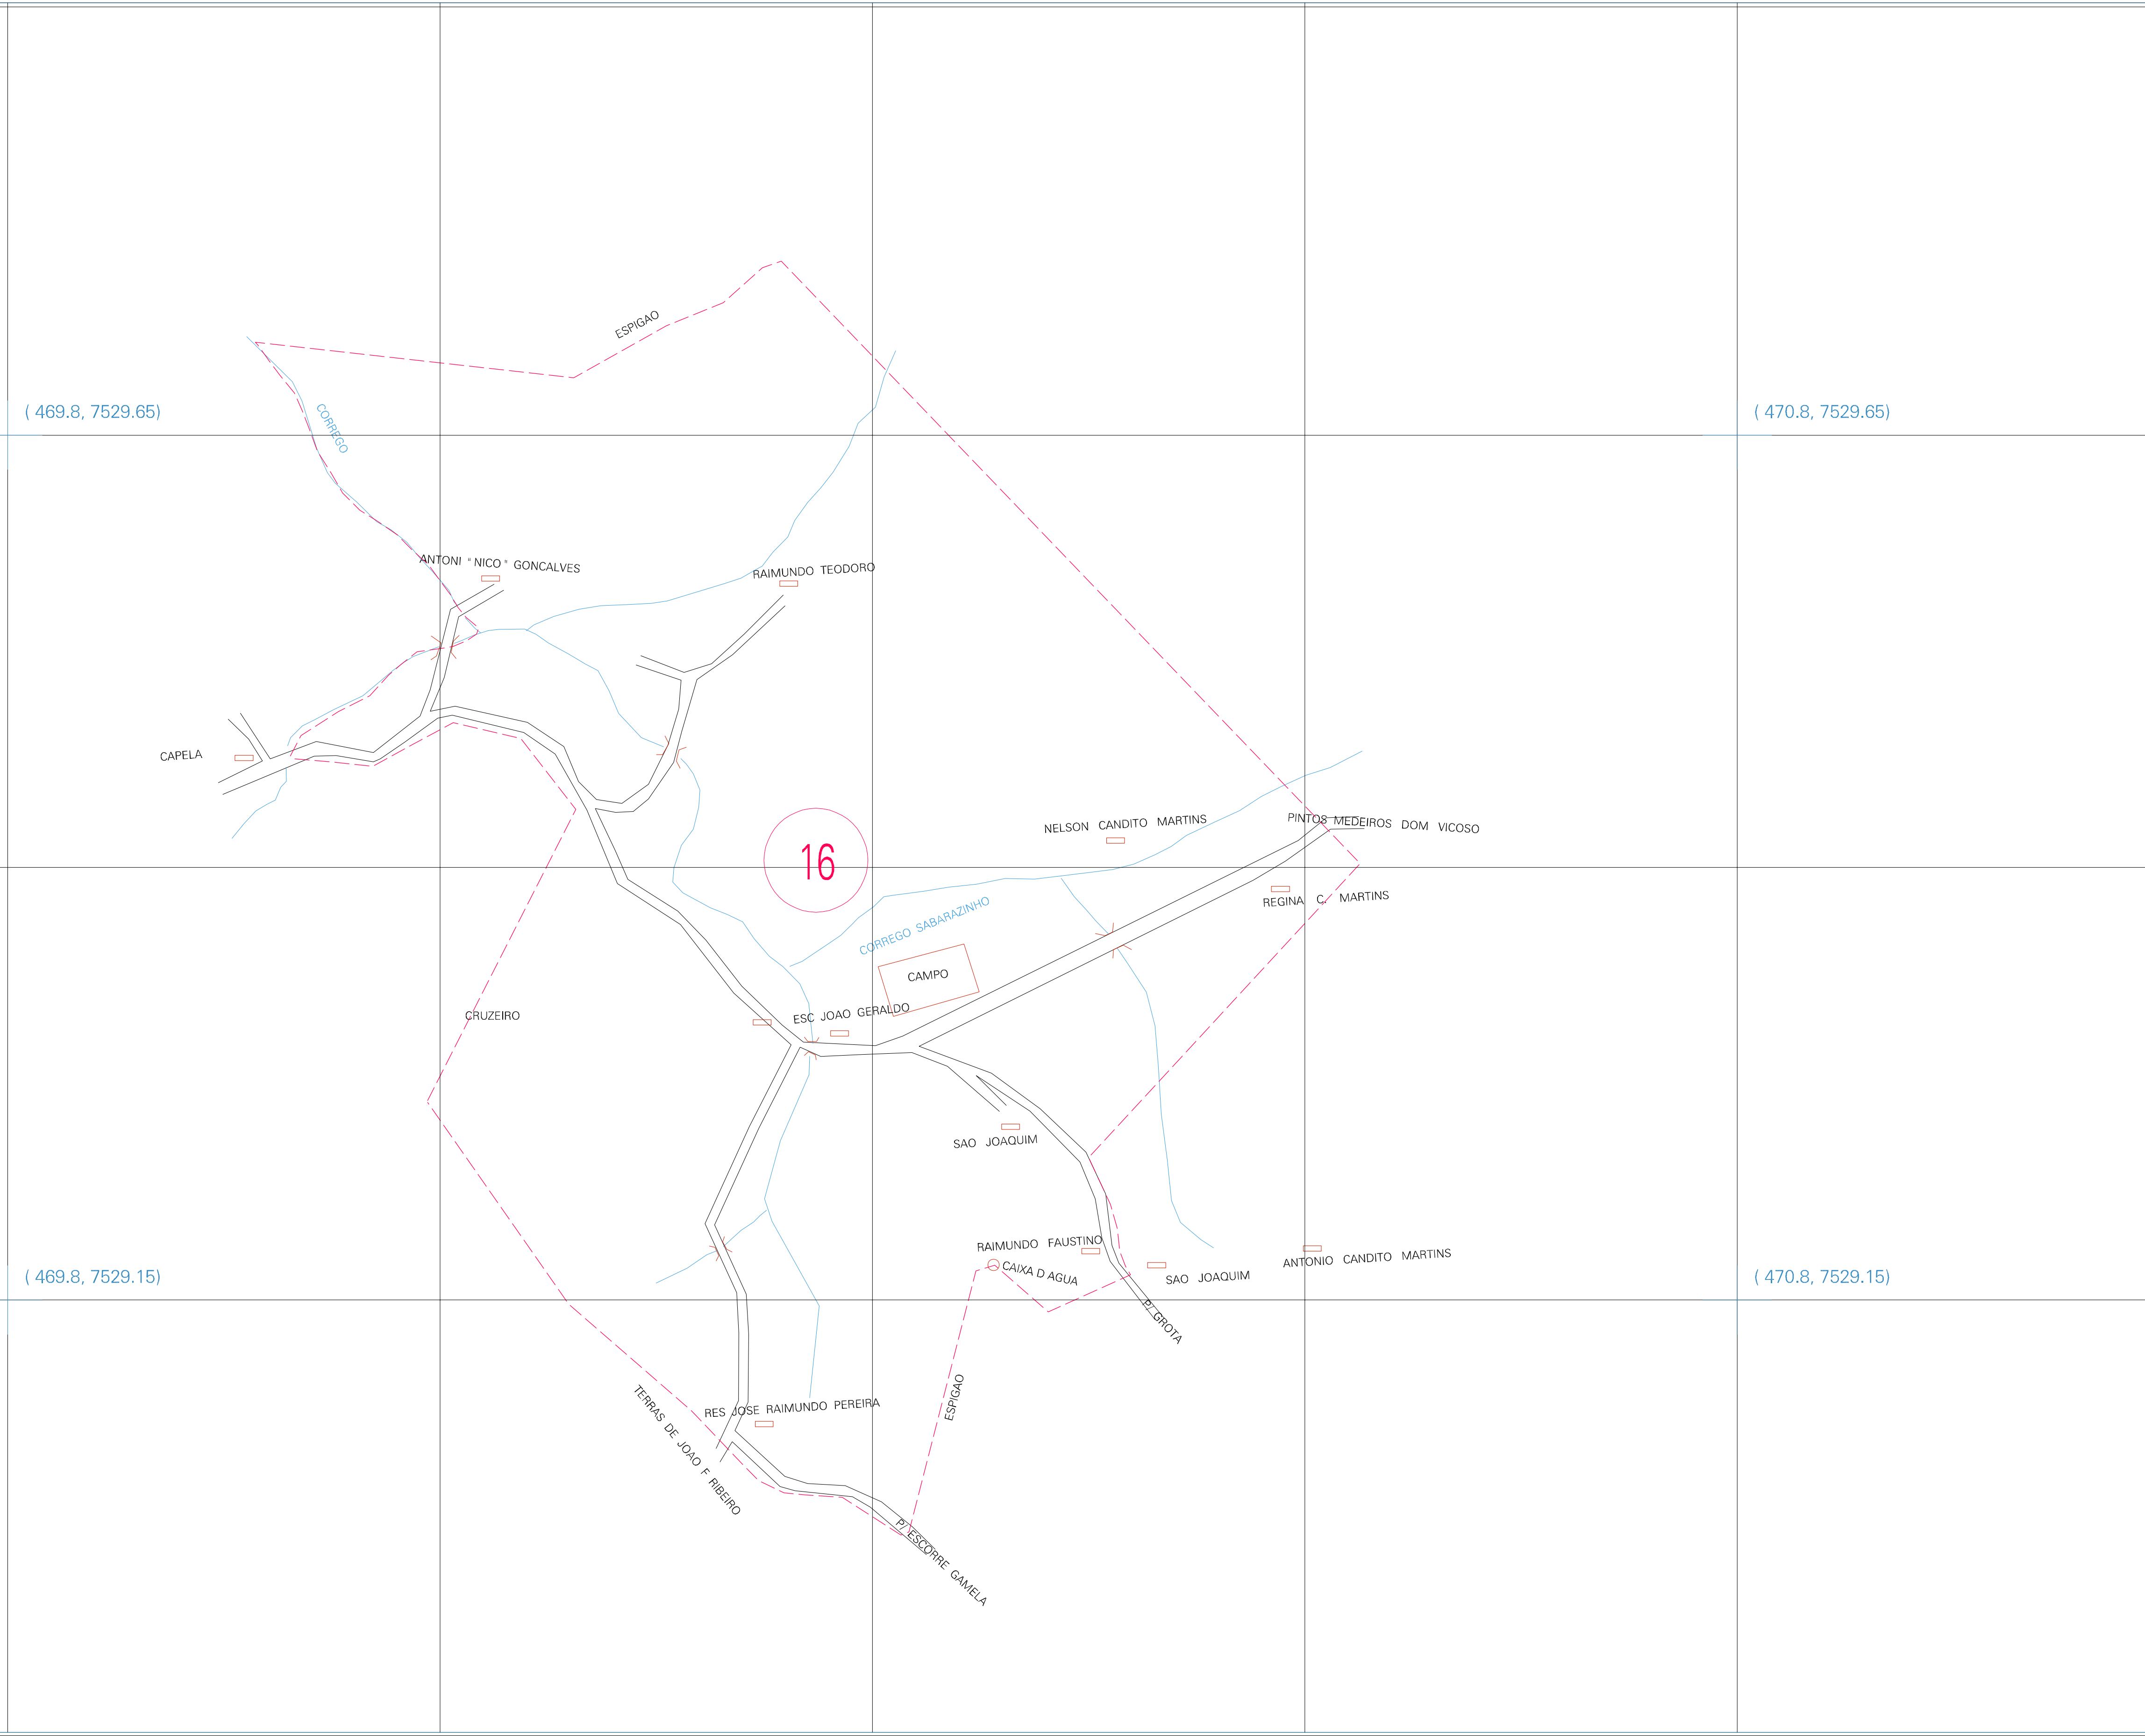 ESPIGAO
( 469.8, 7529.65)
CORREGO
( 470.8, 7529.65)
ANTONI " NICO " GONCALVES
RAIMUNDO TEODORO
CAPELA
NELSON CANDITO MARTINS
PINTOS MEDEIROS DOM VICOSO
16
REGINA C. MARTINS
CORREGO SABARAZINHO
CAMPO
CRUZEIRO
ESC JOAO GERALDO
SAO JOAQUIM
RAIMUNDO FAUSTINO
CAIXA D AGUA
SAO JOAQUIM
ANTONIO CANDITO MARTINS
( 469.8, 7529.15)
( 470.8, 7529.15)
P/ GROTA
ESPIGAO
RES JOSE RAIMUNDO PEREIRA
TERRAS DE JOAO F RIBEIRO
P/ ESCORRE GAMELA